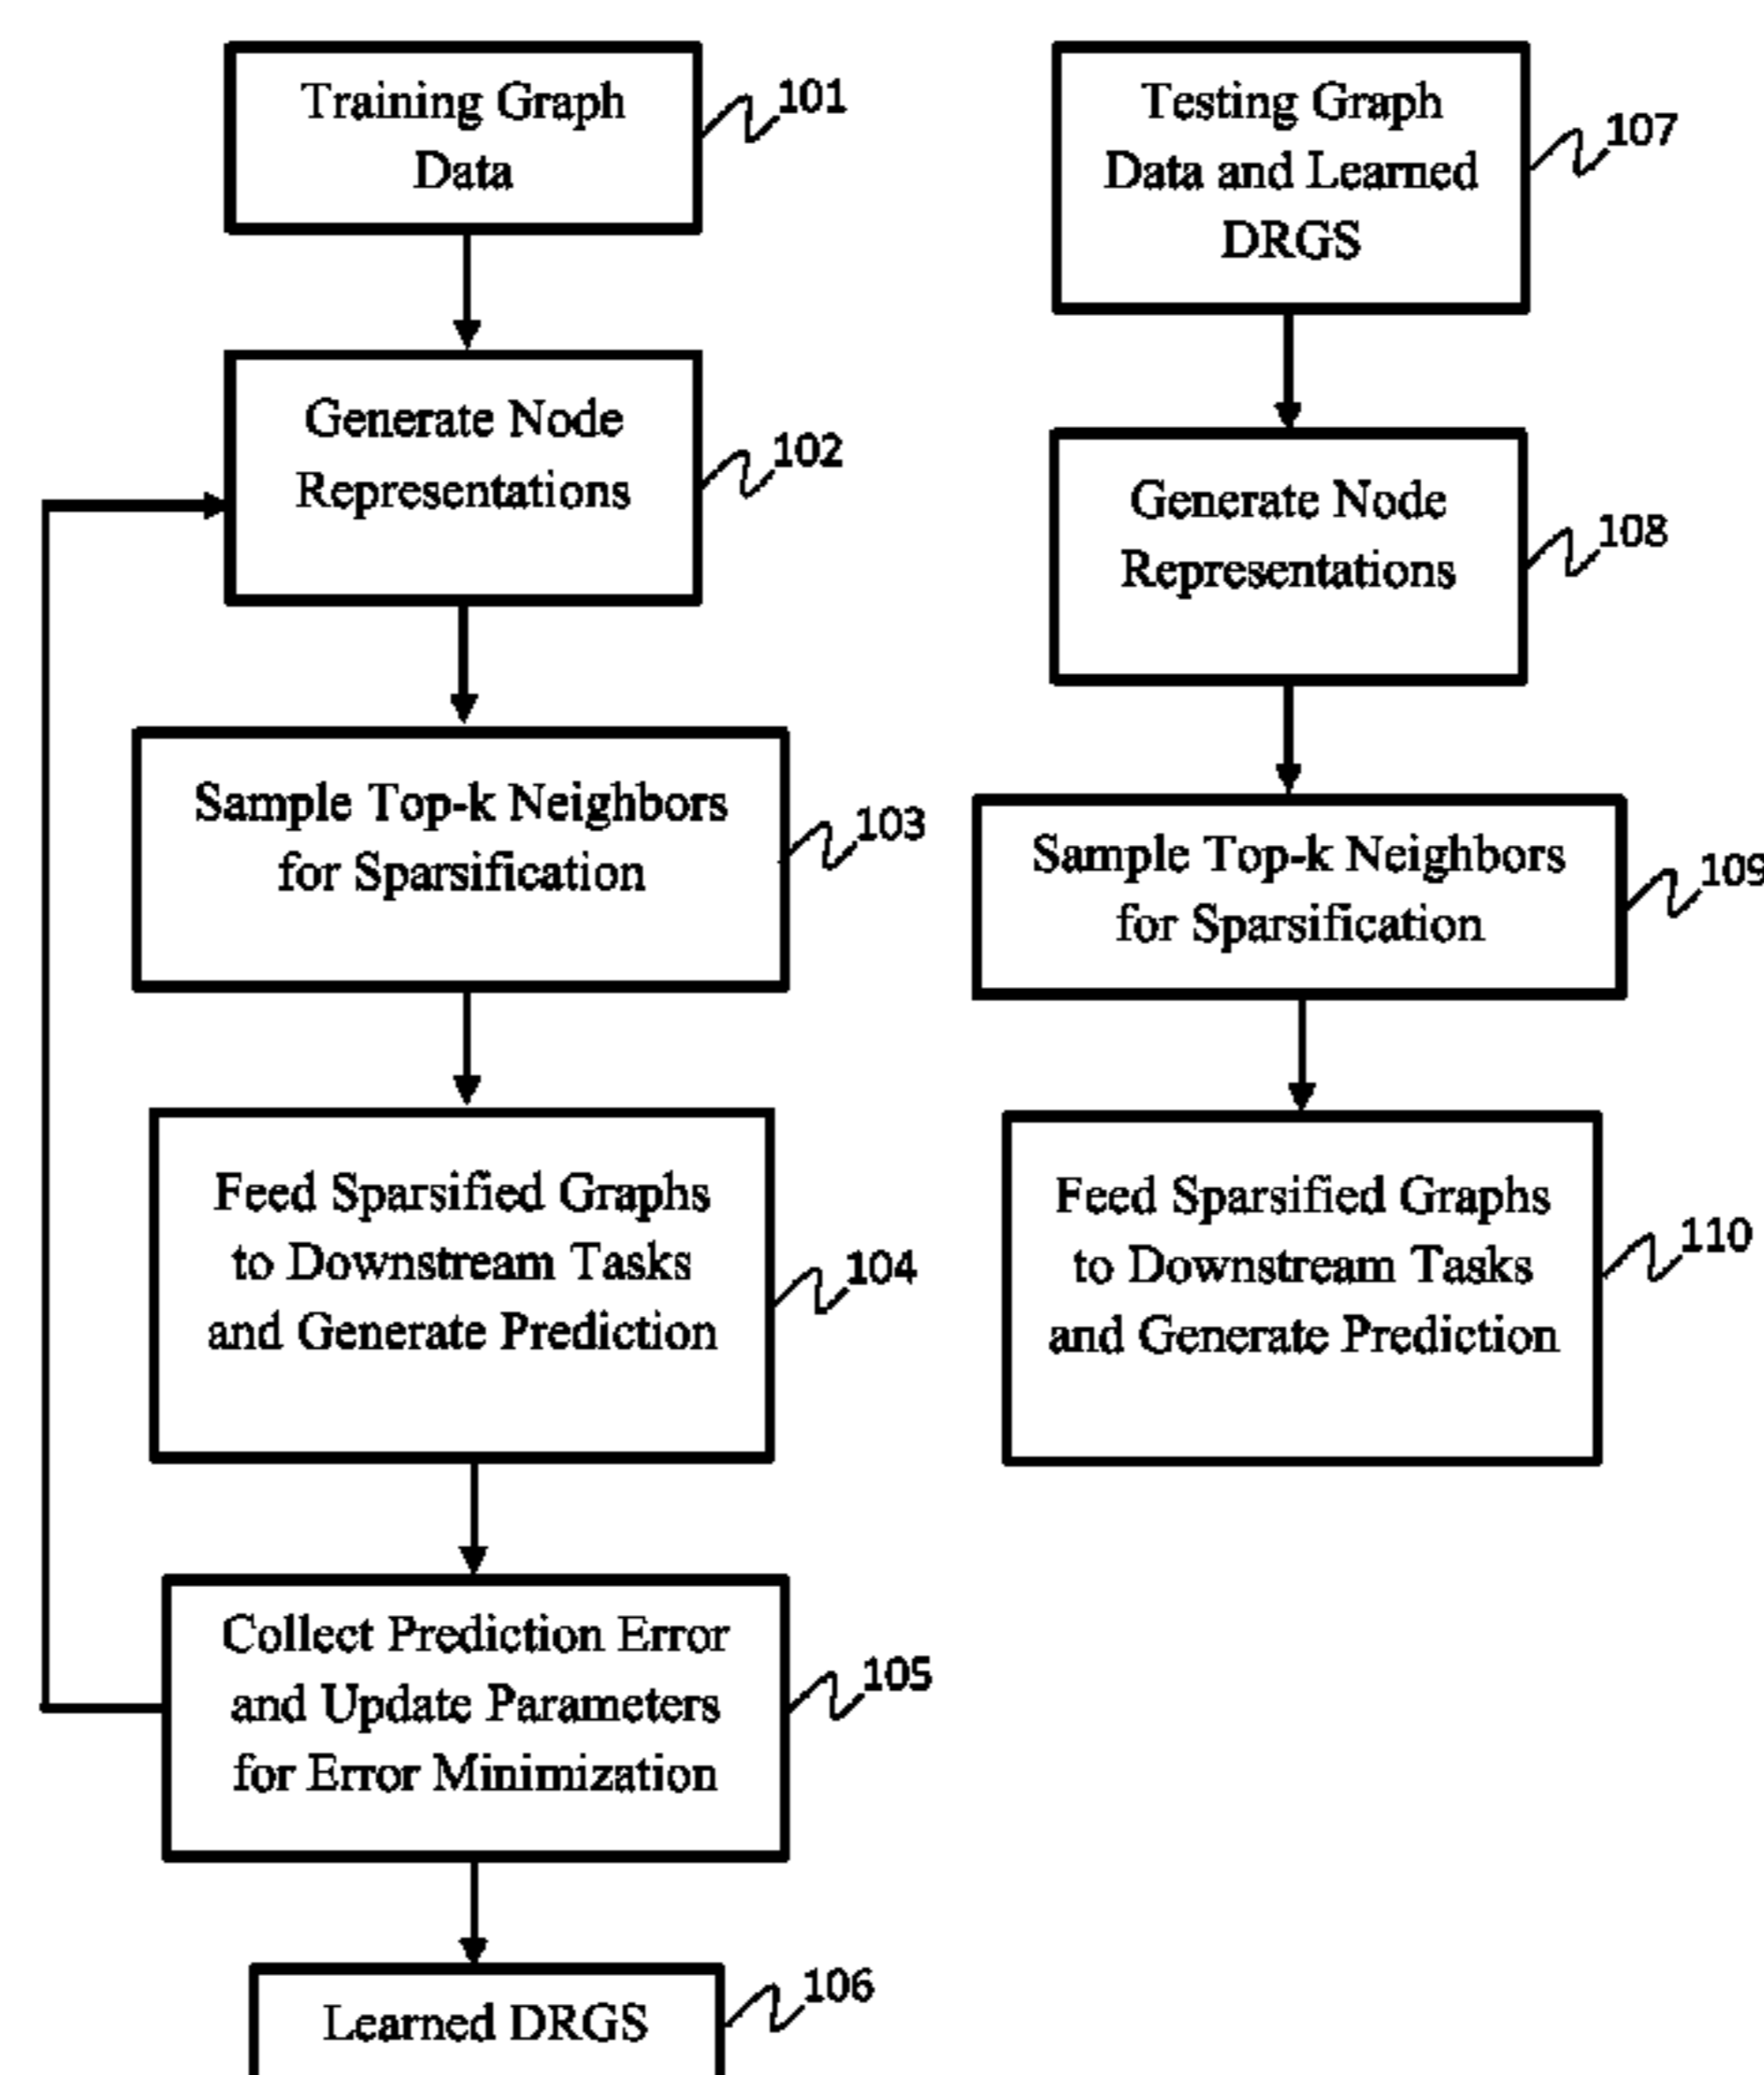 Training Graph
Data
101
Generate Node
Representations
102
Sample Top-k Neighbors
for Sparsification
103
Feed Sparsified Graphs
to Downstream Tasks
and Generate Prediction
104
Collect Prediction Error
and Update Parameters
for Error Minimization
105
Learned DRGS
106
Testing Graph
Data and Learned
DRGS
107
Generate Node
Representations
108
Sample Top-k Neighbors
for Sparsification
109
Feed Sparsified Graphs
to Downstream Tasks
and Generate Prediction
110